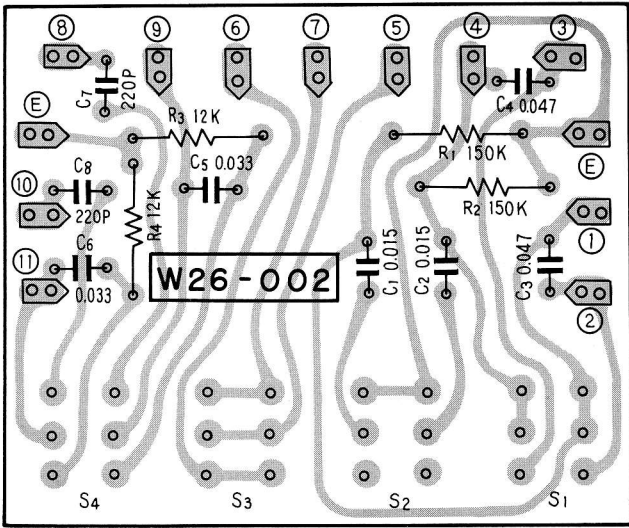 8 9 6 7 5 4 3
C7 220P
C4 0.047
R3 12K
E
R1 150K
E
C8 220P
C5 0.033
R2 150K
10
R4 12K
1
11
C6 0.033
W26-002
C1 0.015
C2 0.015
C3 0.047
2
S4 S3 S2 S1